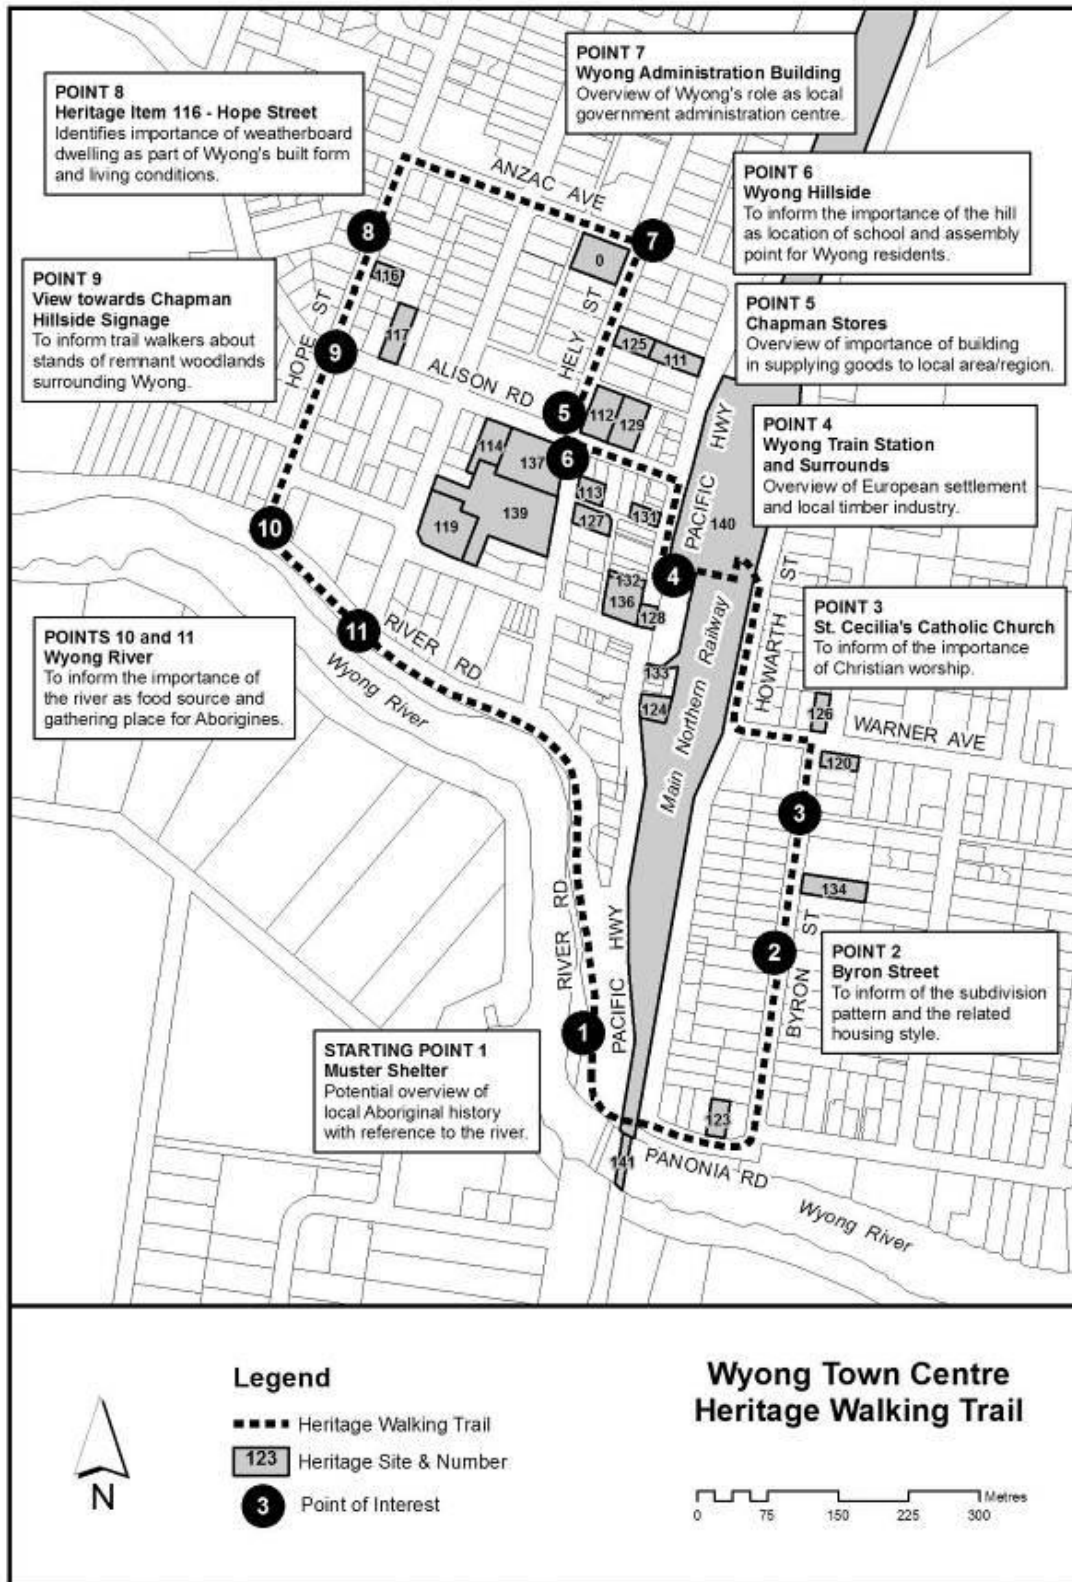 POINT 7
Wyong Administration Building
Overview of Wyong's role as local
government administration centre.
POINT 8
Heritage Item 116 - Hope Street
Identifies importance of weatherboard
dwelling as part of Wyong's built form
and living conditions.
POINT 6
Wyong Hillside
To inform the importance of the hill
as location of school and assembly
point for Wyong residents.
POINT 9
View towards Chapman
Hillside Signage
To inform trail walkers about
stands of remnant woodlands
surrounding Wyong.
POINT 5
Chapman Stores
Overview of importance of building
in supplying goods to local area/region.
POINT 4
Wyong Train Station
and Surrounds
Overview of European settlement
and local timber industry.
POINT 3
St. Cecilia's Catholic Church
To inform of the importance
of Christian worship.
POINTS 10 and 11
Wyong River
To inform the importance of
the river as food source and
gathering place for Aborigines.
POINT 2
Byron Street
To inform of the subdivision
pattern and the related
housing style.
STARTING POINT 1
Muster Shelter
Potential overview of
local Aboriginal history
with reference to the river.
ANZAC AVE
8
7
0
116
HOPE ST
117
9
HELY ST
125
111
ALISON RD
5
112
129
PACIFIC HWY
114
137
6
113
131
127
139
119
140
10
4
132
136
128
HOWARTH ST
11
RIVER RD
Wyong River
133
124
Main Northern Railway
126
WARNER AVE
120
3
134
RIVER RD
PACIFIC HWY
2
BYRON ST
1
123
141
PANONIA RD
Wyong River
Legend
Heritage Walking Trail
123
Heritage Site & Number
3
Point of Interest
N
Wyong Town Centre
Heritage Walking Trail
Metres
0 75 150 225 300